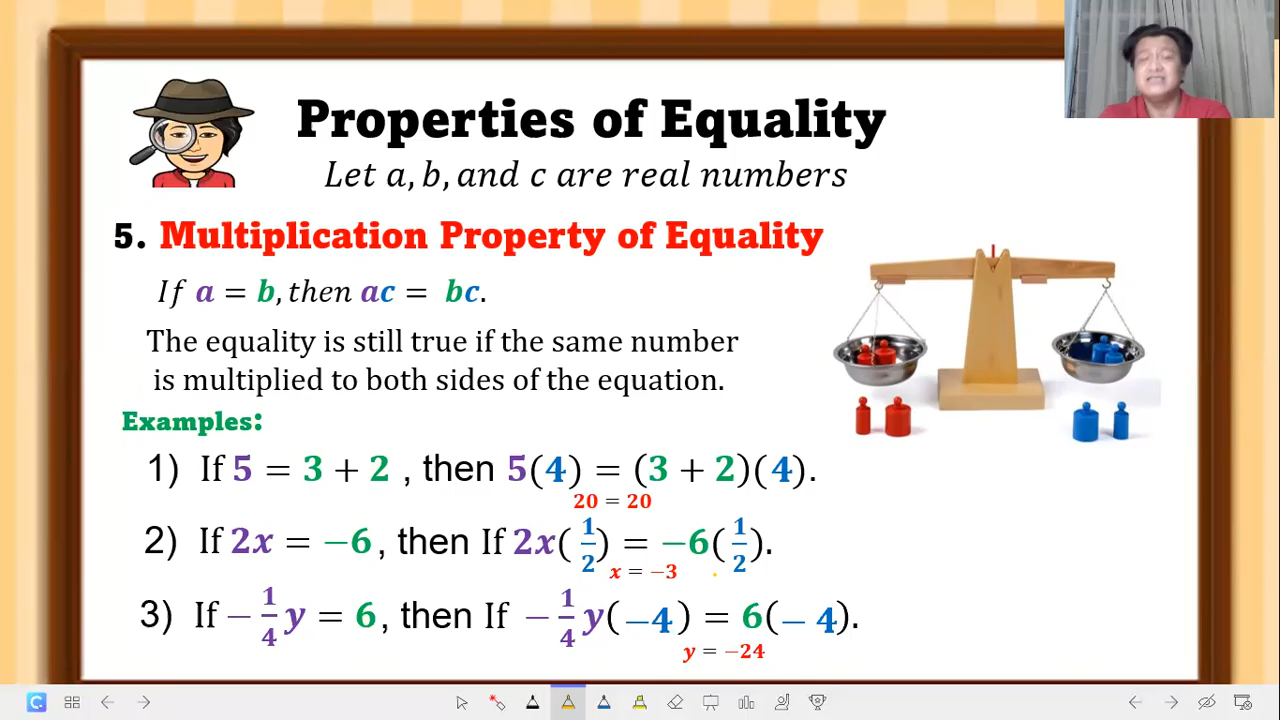 Properties of Equality
Let a, b, and c are real numbers
5. Multiplication Property of Equality
If a = b, then ac = bc.
The equality is still true if the same number
is multiplied to both sides of the equation.
Examples:
1) If 5 = 3 + 2 , then 5(4) = (3 + 2)(4).
20 = 20
2) If 2x = −6, then If 2x( 1/2 ) = −6( 1/2 ).
x = −3
3) If − 1/4 y = 6, then If − 1/4 y(−4) = 6(− 4).
y = −24